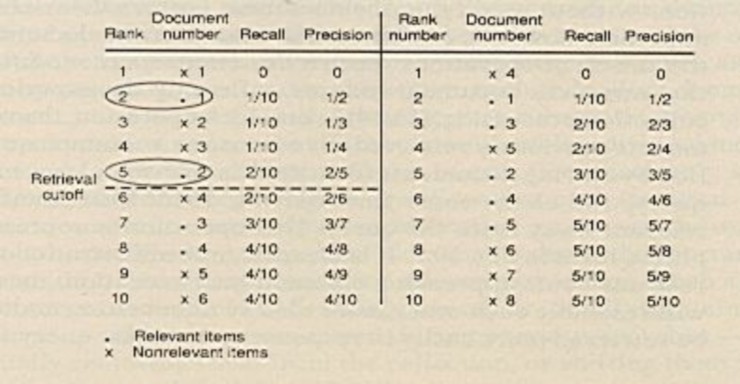 Rank Document number Recall Precision Rank number Document number Recall Precision
1 x 1 0 0 1 x 4 0 0
2 . 1 1/10 1/2 2 . 1 1/10 1/2
3 x 2 1/10 1/3 3 . 3 2/10 2/3
4 x 3 1/10 1/4 4 x 5 2/10 2/4
5 . 2 2/10 2/5 5 . 2 3/10 3/5
Retrieval cutoff
6 x 4 2/10 2/6 6 . 4 4/10 4/6
7 . 3 3/10 3/7 7 . 5 5/10 5/7
8 . 4 4/10 4/8 8 x 6 5/10 5/8
9 x 5 4/10 4/9 9 x 7 5/10 5/9
10 x 6 4/10 4/10 10 x 8 5/10 5/10
. Relevant items
x Nonrelevant items